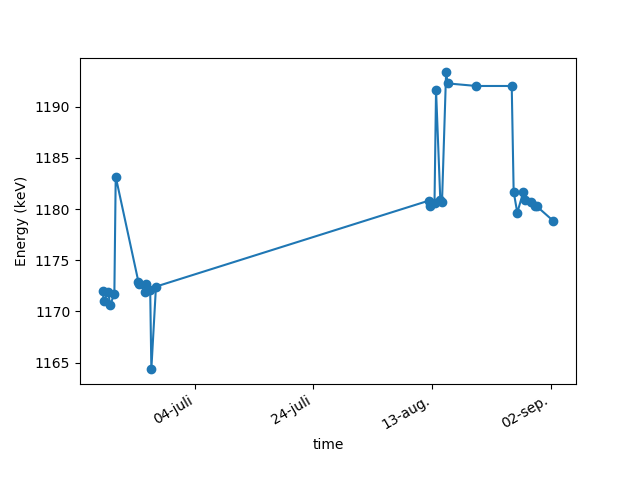 1190
1185
1180
1175
1170
1165
Energy (keV)
04-juli
24-juli
13-aug.
02-sep.
time